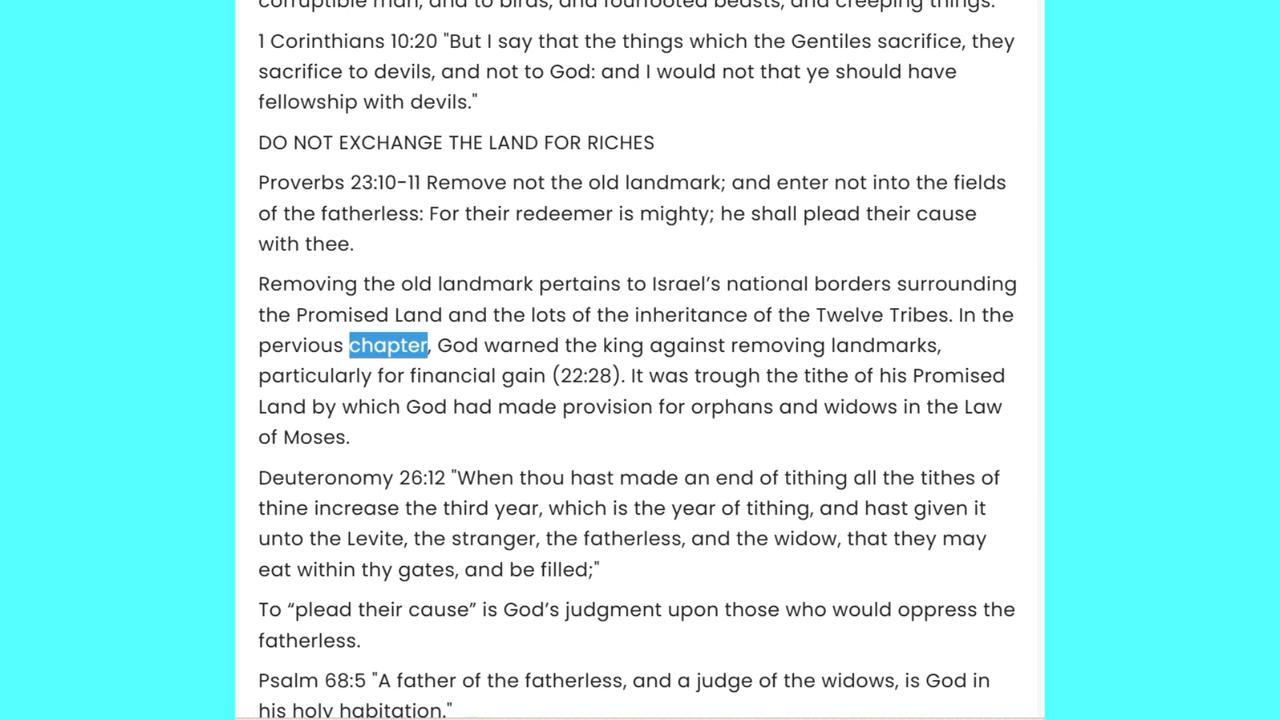 corruptible man, and to birds, and fourfooted beasts, and creeping things.
1 Corinthians 10:20 "But I say that the things which the Gentiles sacrifice, they
sacrifice to devils, and not to God: and I would not that ye should have
fellowship with devils."
DO NOT EXCHANGE THE LAND FOR RICHES
Proverbs 23:10-11 Remove not the old landmark; and enter not into the fields
of the fatherless: For their redeemer is mighty; he shall plead their cause
with thee.
Removing the old landmark pertains to Israel’s national borders surrounding
the Promised Land and the lots of the inheritance of the Twelve Tribes. In the
pervious chapter, God warned the king against removing landmarks,
particularly for financial gain (22:28). It was trough the tithe of his Promised
Land by which God had made provision for orphans and widows in the Law
of Moses.
Deuteronomy 26:12 "When thou hast made an end of tithing all the tithes of
thine increase the third year, which is the year of tithing, and hast given it
unto the Levite, the stranger, the fatherless, and the widow, that they may
eat within thy gates, and be filled;"
To “plead their cause” is God’s judgment upon those who would oppress the
fatherless.
Psalm 68:5 "A father of the fatherless, and a judge of the widows, is God in
his holy habitation."